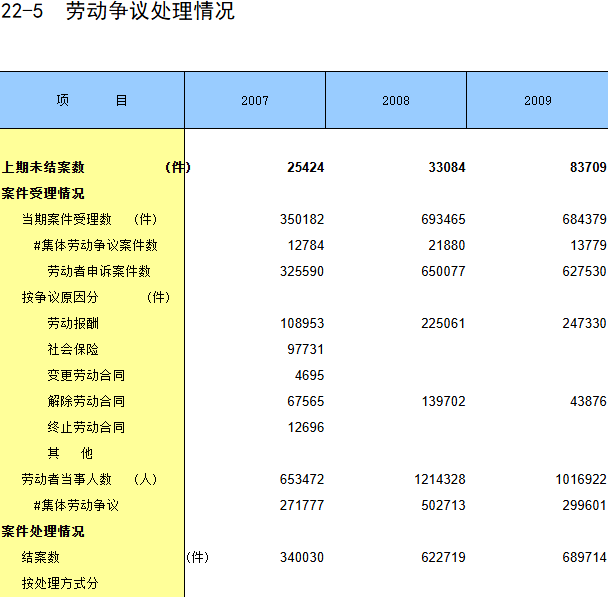 22-5 劳动争议处理情况
项 目 2007 2008 2009
上期未结案数 (件) 25424 33084 83709
案件受理情况
当期案件受理数 (件) 350182 693465 684379
#集体劳动争议案件数 12784 21880 13779
劳动者申诉案件数 325590 650077 627530
按争议原因分 (件)
劳动报酬 108953 225061 247330
社会保险 97731
变更劳动合同 4695
解除劳动合同 67565 139702 43876
终止劳动合同 12696
其 他
劳动者当事人数 (人) 653472 1214328 1016922
#集体劳动争议 271777 502713 299601
案件处理情况
结案数 (件) 340030 622719 689714
按处理方式分